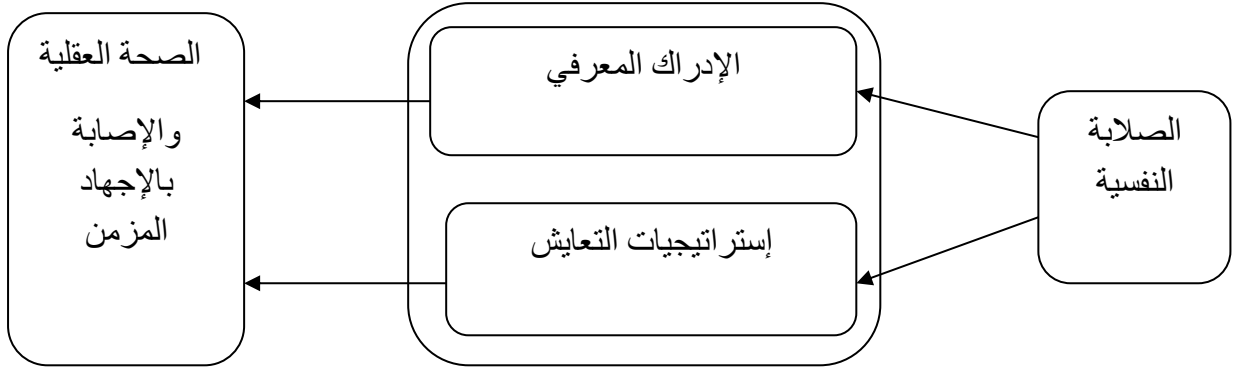 الصلابة
النفسية
الإدراك المعرفي
إستراتيجيات التعايش
الصحة العقلية
والإصابة
بالإجهاد
المزمن